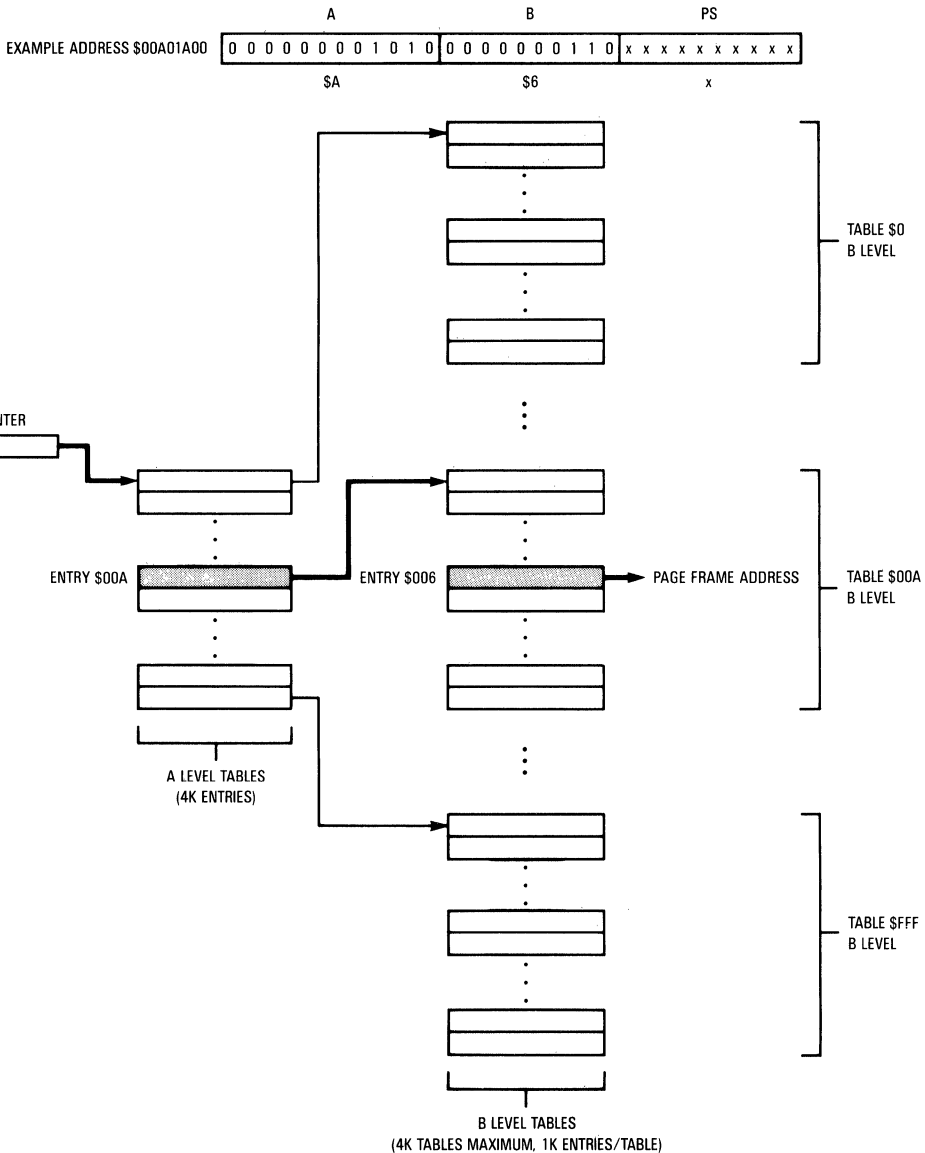 A B PS
EXAMPLE ADDRESS $00A01A00 0 0 0 0 0 0 0 0 1 0 1 0 0 0 0 0 0 0 0 1 1 0 x x x x x x x x x x
$A $6 x
TABLE $0
B LEVEL
NTER
ENTRY $00A
ENTRY $006
PAGE FRAME ADDRESS
TABLE $00A
B LEVEL
A LEVEL TABLES
(4K ENTRIES)
TABLE $FFF
B LEVEL
B LEVEL TABLES
(4K TABLES MAXIMUM, 1K ENTRIES/TABLE)